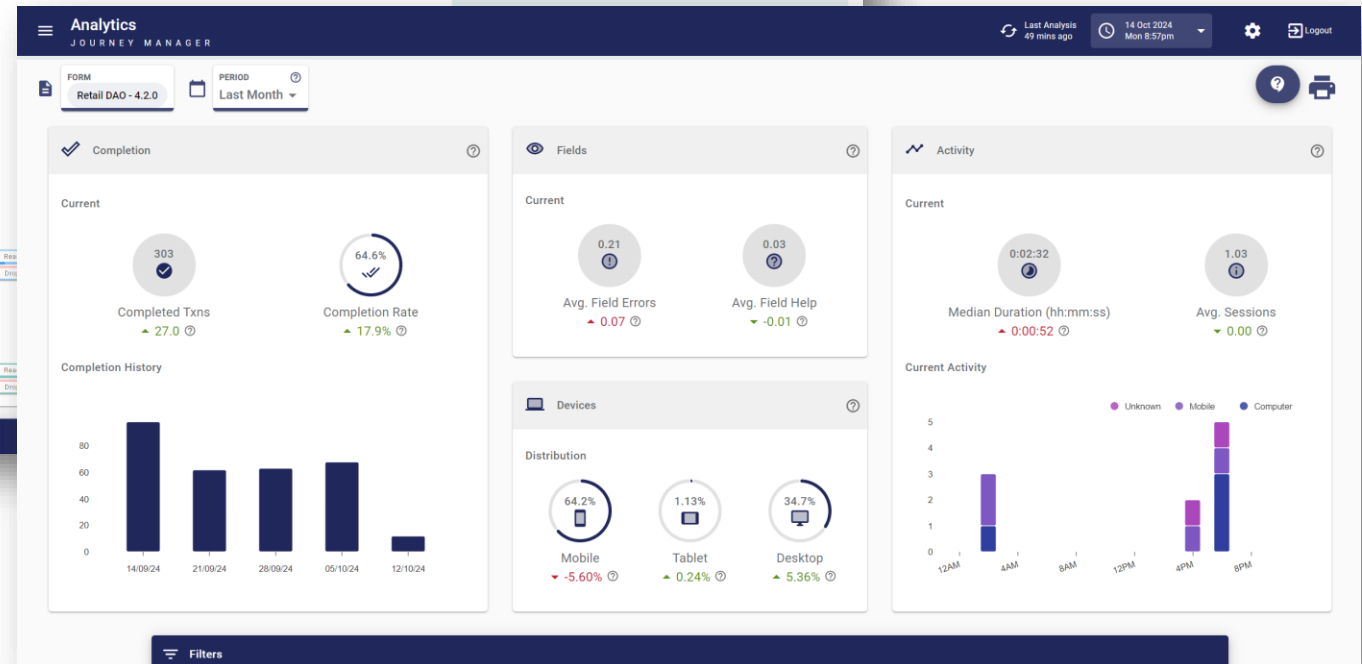 Analytics
JOURNEY MANAGER
Last Analysis
49 mins ago
14 Oct 2024
Mon 8:57pm
Logout
FORM
Retail DAO - 4.2.0
PERIOD
Last Month
Completion
Current
303
Completed Txns
27.0
64.6%
Completion Rate
17.9%
Completion History
80
60
40
20
0
14/09/24
21/09/24
28/09/24
05/10/24
12/10/24
Fields
Current
0.21
Avg. Field Errors
0.07
0.03
Avg. Field Help
-0.01
Devices
Distribution
64.2%
Mobile
-5.60%
1.13%
Tablet
0.24%
34.7%
Desktop
5.36%
Activity
Current
0:02:32
Median Duration (hh:mm:ss)
0:00:52
1.03
Avg. Sessions
0.00
Current Activity
Unknown Mobile Computer
5
4
3
2
1
0
12AM
4AM
8AM
12PM
4PM
8PM
Filters